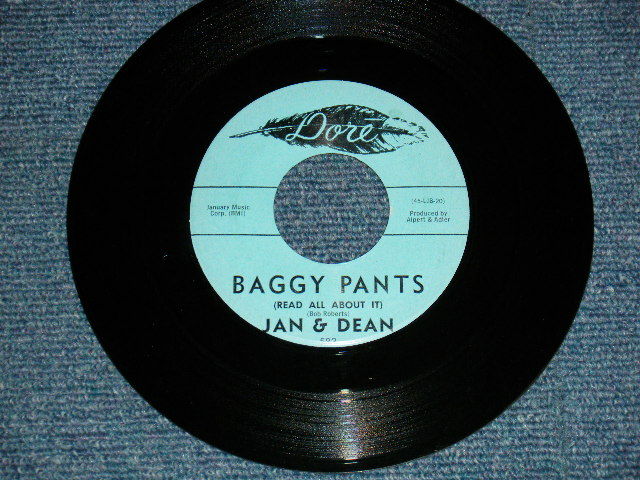 Doré
January Music
Corp. (BMI)
(45-LJB-20)
Produced by
Alpert & Adler
BAGGY PANTS
(READ ALL ABOUT IT)
(Bob Roberts)
JAN & DEAN